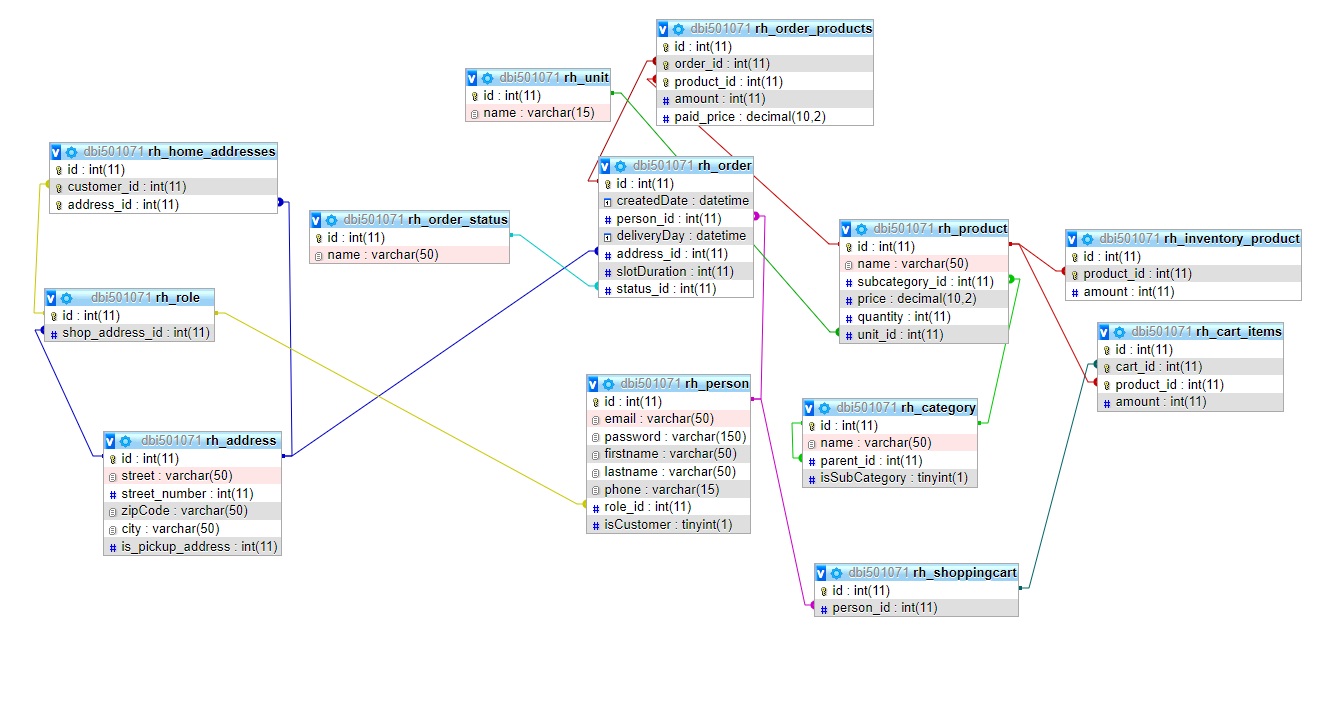 dbi501071 rh_order_products
id : int(11)
order_id : int(11)
product_id : int(11)
amount : int(11)
paid_price : decimal(10,2)
dbi501071 rh_unit
id : int(11)
name : varchar(15)
dbi501071 rh_home_addresses
id : int(11)
customer_id : int(11)
address_id : int(11)
dbi501071 rh_order
id : int(11)
createdDate : datetime
person_id : int(11)
deliveryDay : datetime
address_id : int(11)
slotDuration : int(11)
status_id : int(11)
dbi501071 rh_order_status
id : int(11)
name : varchar(50)
dbi501071 rh_product
id : int(11)
name : varchar(50)
subcategory_id : int(11)
price : decimal(10,2)
quantity : int(11)
unit_id : int(11)
dbi501071 rh_inventory_product
id : int(11)
product_id : int(11)
amount : int(11)
dbi501071 rh_role
id : int(11)
shop_address_id : int(11)
dbi501071 rh_cart_items
id : int(11)
cart_id : int(11)
product_id : int(11)
amount : int(11)
dbi501071 rh_person
id : int(11)
email : varchar(50)
password : varchar(150)
firstname : varchar(50)
lastname : varchar(50)
phone : varchar(15)
role_id : int(11)
isCustomer : tinyint(1)
dbi501071 rh_category
id : int(11)
name : varchar(50)
parent_id : int(11)
isSubCategory : tinyint(1)
dbi501071 rh_address
id : int(11)
street : varchar(50)
street_number : int(11)
zipCode : varchar(50)
city : varchar(50)
is_pickup_address : int(11)
dbi501071 rh_shoppingcart
id : int(11)
person_id : int(11)